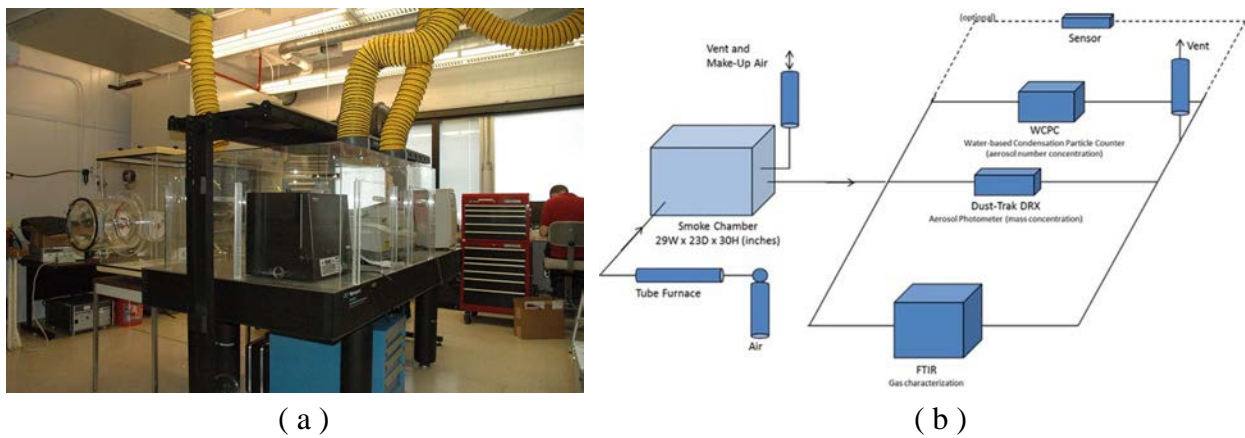 (optional)
Sensor
Vent and
Make-Up Air
Vent
WCPC
Water-based Condensation Particle Counter
(aerosol number concentration)
Dust-Trak DRX
Aerosol Photometer (mass concentration)
Smoke Chamber
29W x 23D x 30H (inches)
Tube Furnace
Air
FTIR
Gas characterization
( a )
( b )